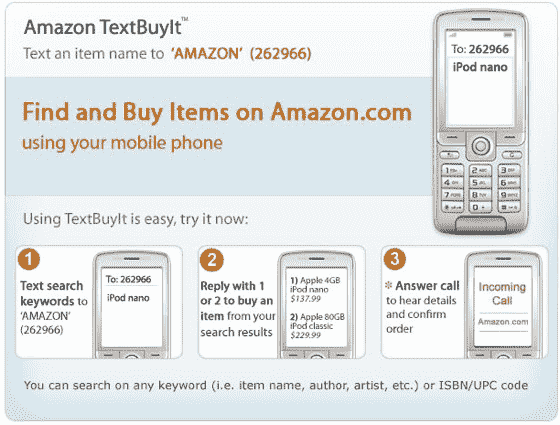 Amazon TextBuyIt™
Text an item name to 'AMAZON' (262966)
To: 262966
iPod nano
Find and Buy Items on Amazon.com
using your mobile phone
Using TextBuyIt is easy, try it now:
1
Text search
keywords to
'AMAZON'
(262966)
To: 262966
iPod nano
2
Reply with 1
or 2 to buy an
item from your
search results
1) Apple 4GB
iPod nano
$137.99
2) Apple 80GB
iPod classic
$229.99
3
* Answer call
to hear details
and confirm
order
Incoming
Call
Amazon.com
You can search on any keyword (i.e. item name, author, artist, etc.) or ISBN/UPC code